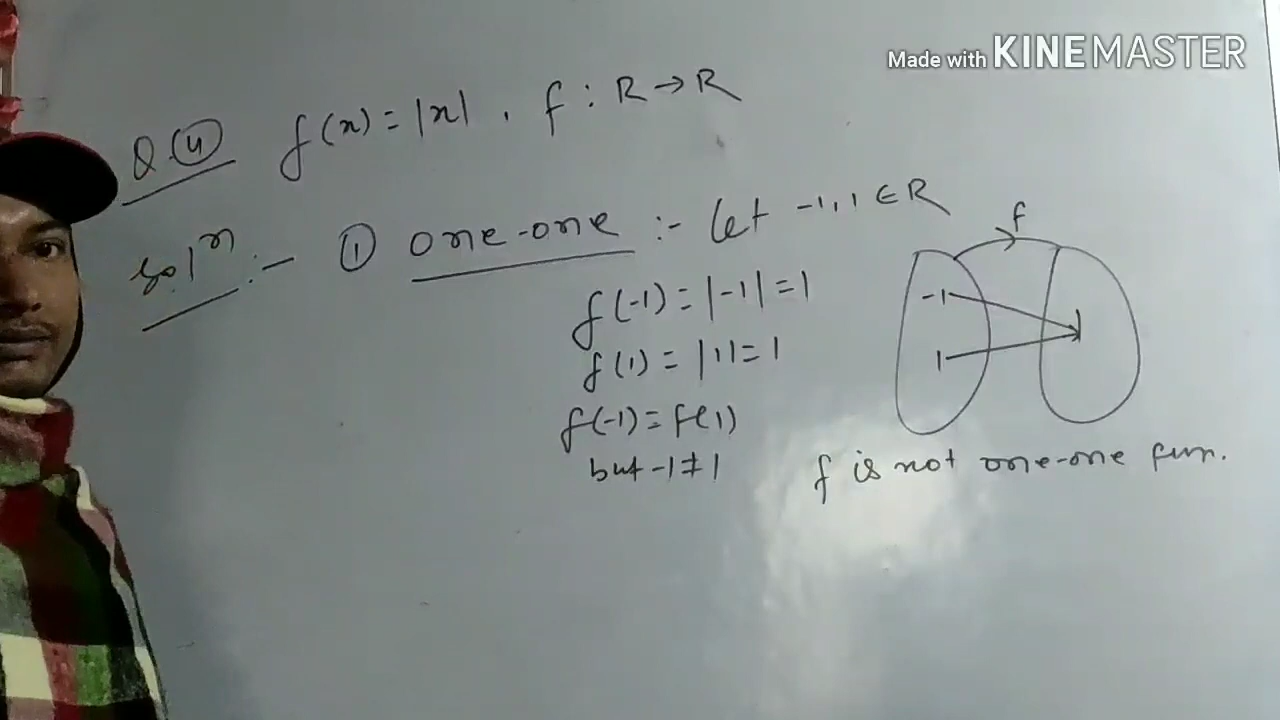 Made with KINEMASTER
Q.④ f(x)=|x| , f : R→R
Solⁿ :- ① one-one :- Let -1,1 ∈ R
f(-1) = |-1| = 1
f(1) = |1| = 1
f(-1) = f(1)
but -1 ≠ 1
f
-1
1
1
f is not one-one fun.